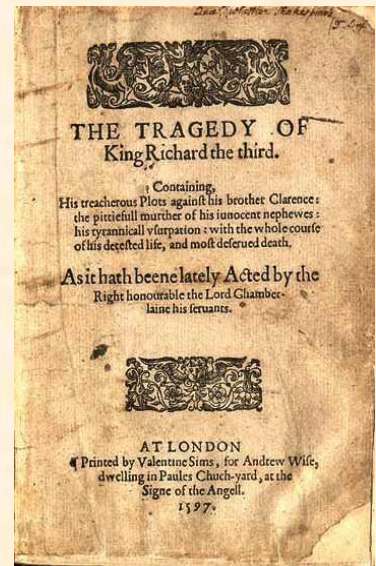 THE TRAGEDY OF
King Richard the third.
Containing,
His treacherous Plots againſt his brother Clarence:
the pittiefull murther of his iunocent nephewes:
his tyrannicall vſurpation: with the whole courſe
of his deteſted life, and moſt deſerued death.
As it hath beene lately Acted by the
Right honourable the Lord Chamber-
laine his ſeruants.
AT LONDON
Printed by Valentine Sims, for Andrew Wiſe,
dwelling in Paules Chuch-yard, at the
Signe of the Angell.
1597.